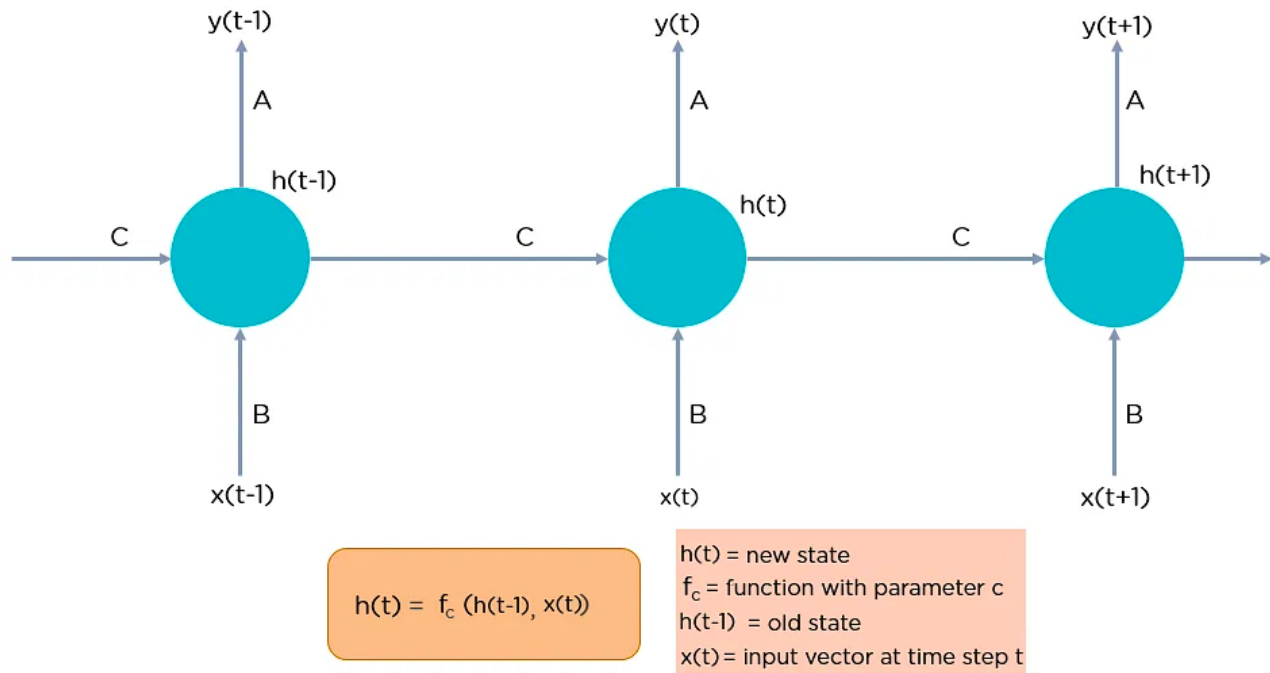 y(t-1) y(t) y(t+1)
A A A
h(t-1) h(t) h(t+1)
C C C
B B B
x(t-1) x(t) x(t+1)
h(t) = f_c (h(t-1), x(t))
h(t) = new state
f_c = function with parameter c
h(t-1) = old state
x(t) = input vector at time step t